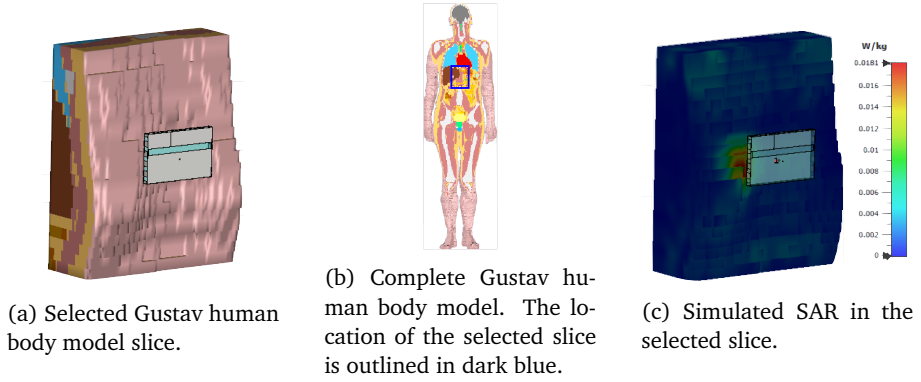 W/kg
0.0181
0.014
0.012
0.01
0.008
0.006
0.004
0.002
0
(a) Selected Gustav human
body model slice.
(b) Complete Gustav hu-
man body model. The lo-
cation of the selected slice
is outlined in dark blue.
(c) Simulated SAR in the
selected slice.